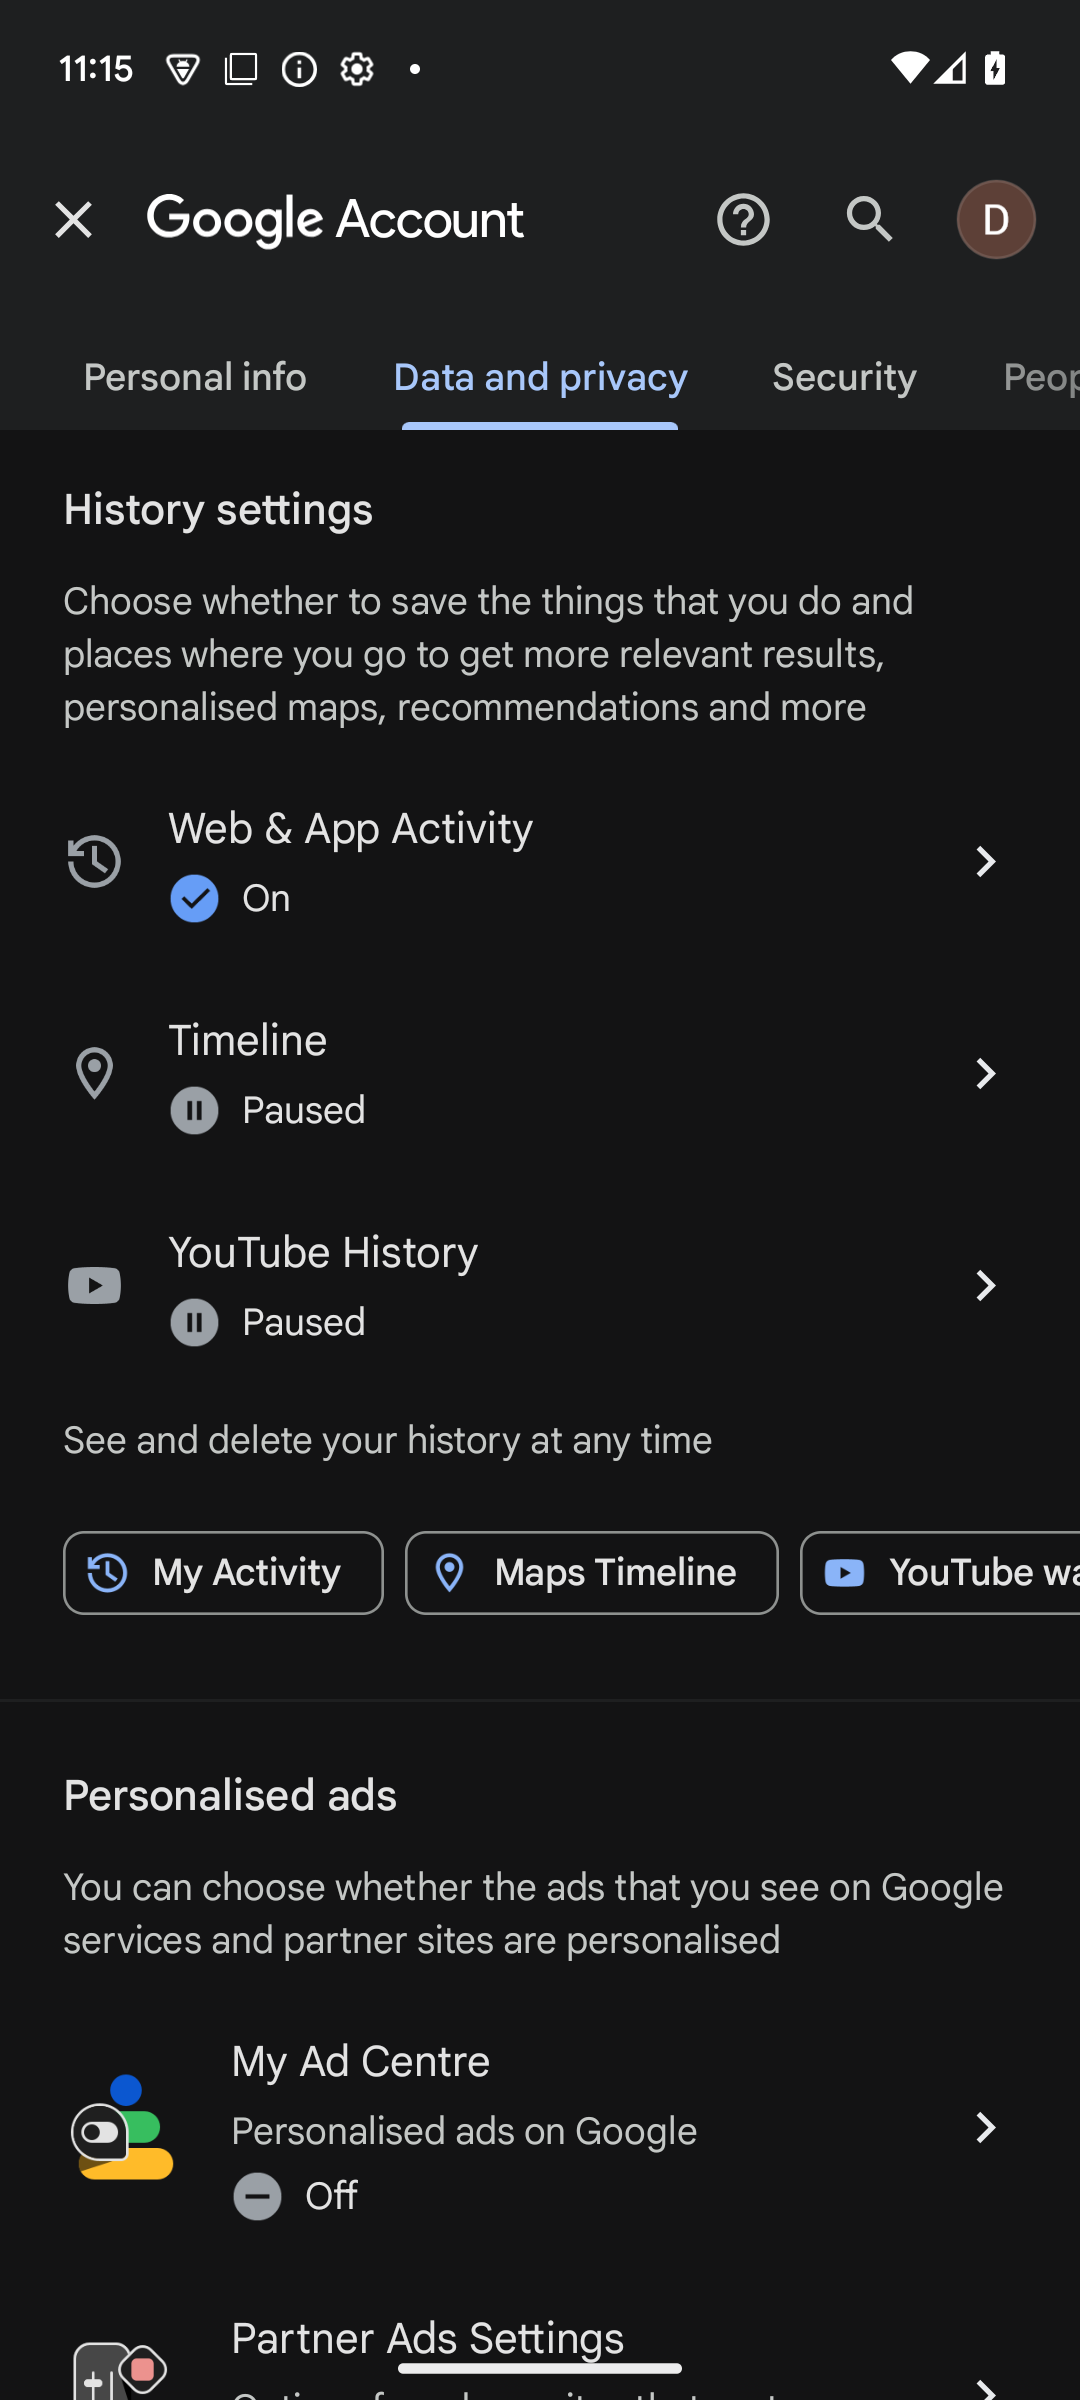 11:15
Google Account
D
Personal info
Data and privacy
Security
Peop
History settings
Choose whether to save the things that you do and
places where you go to get more relevant results,
personalised maps, recommendations and more
Web & App Activity
On
Timeline
Paused
YouTube History
Paused
See and delete your history at any time
My Activity
Maps Timeline
YouTube wa
Personalised ads
You can choose whether the ads that you see on Google
services and partner sites are personalised
My Ad Centre
Personalised ads on Google
Off
Partner Ads Settings